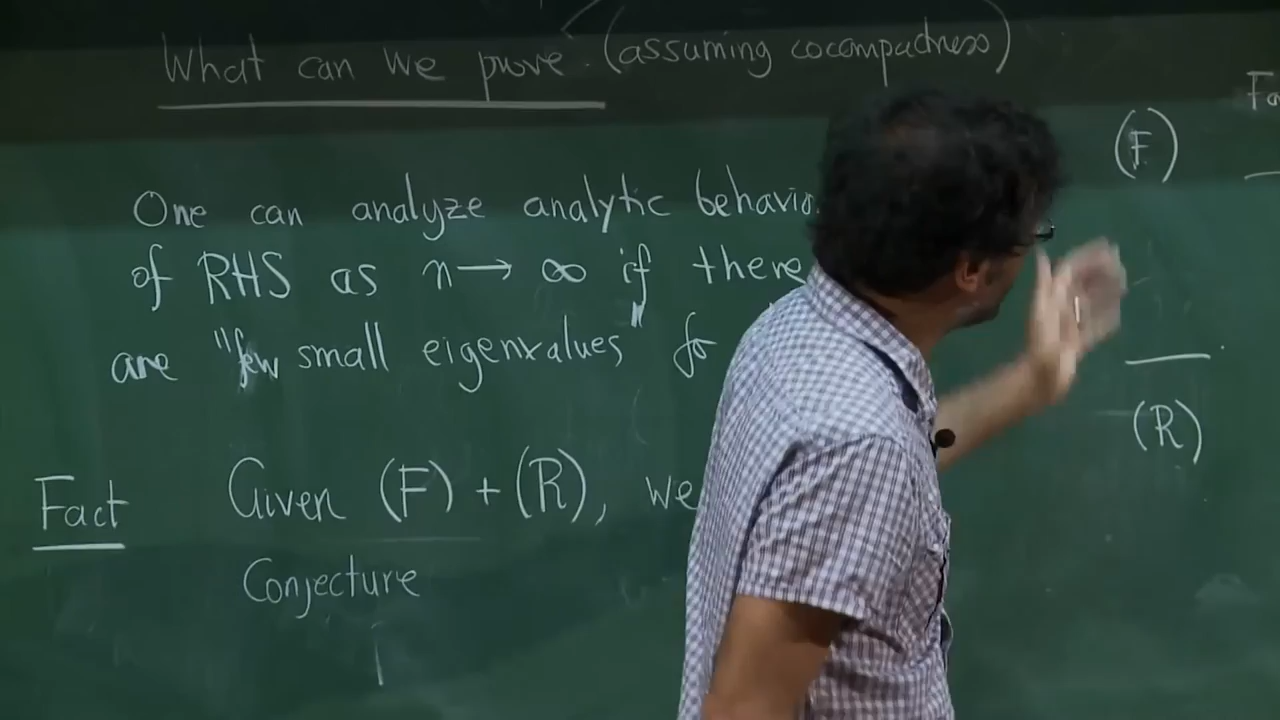 What can we prove. (assuming cocompactness)
One can analyze analytic behavio
of RHS as n → ∞ if there
are "few small eigenvalues" fo
Fact Given (F) + (R), we
Conjecture
(F)
(R)
Fa